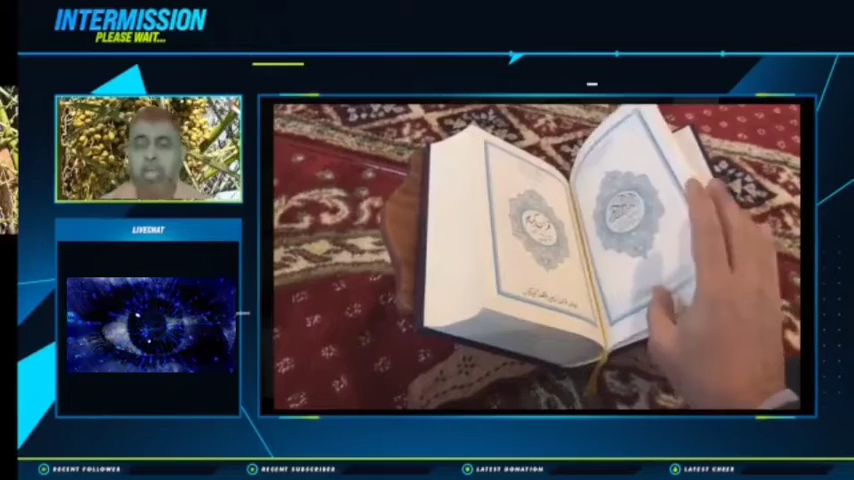 INTERMISSION
PLEASE WAIT...
LIVECHAT
RECENT FOLLOWER
RECENT SUBSCRIBER
LATEST DONATION
LATEST CHEER